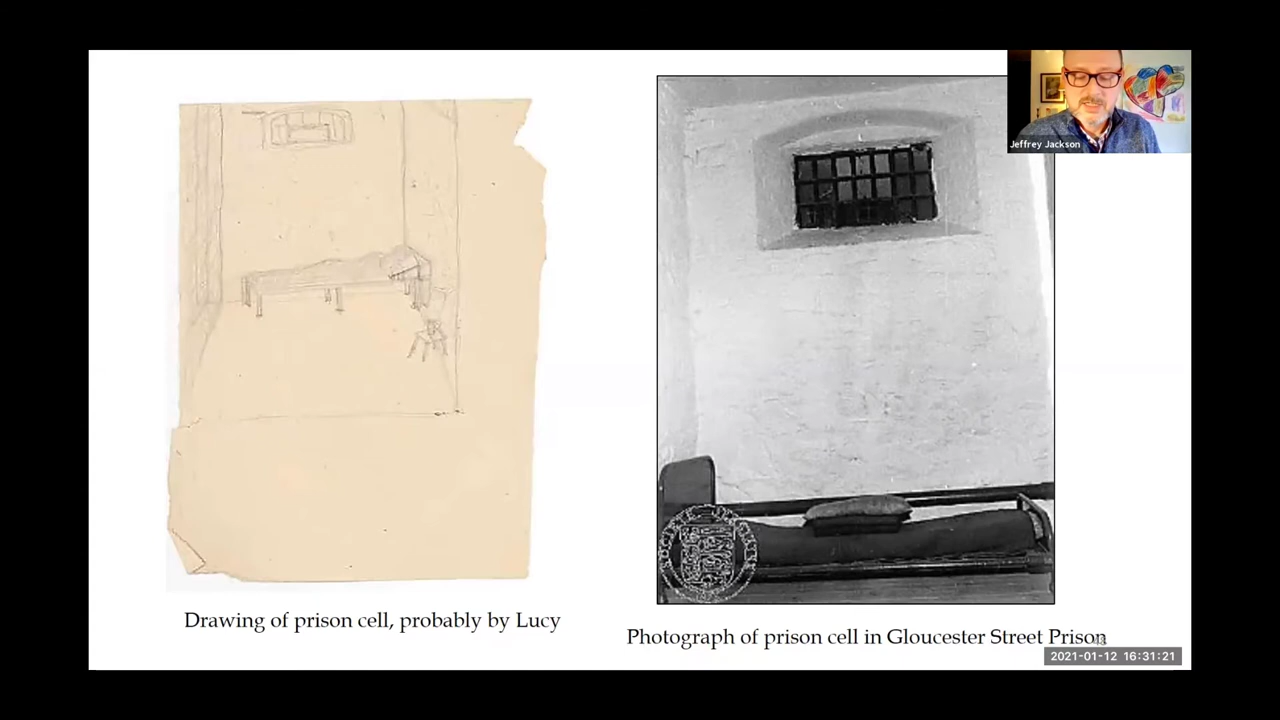 Jeffrey Jackson
Drawing of prison cell, probably by Lucy
Photograph of prison cell in Gloucester Street Prison
2021-01-12 16:31:21